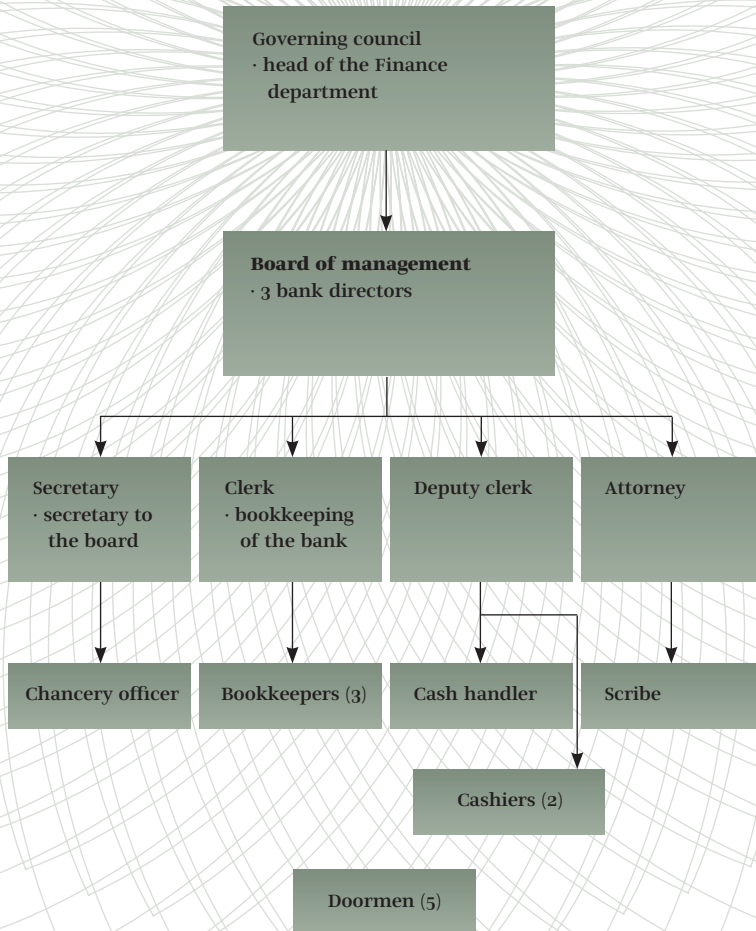 Governing council
· head of the Finance
department
Board of management
· 3 bank directors
Secretary
· secretary to
the board
Clerk
· bookkeeping
of the bank
Deputy clerk
Attorney
Chancery officer
Bookkeepers (3)
Cash handler
Scribe
Cashiers (2)
Doormen (5)